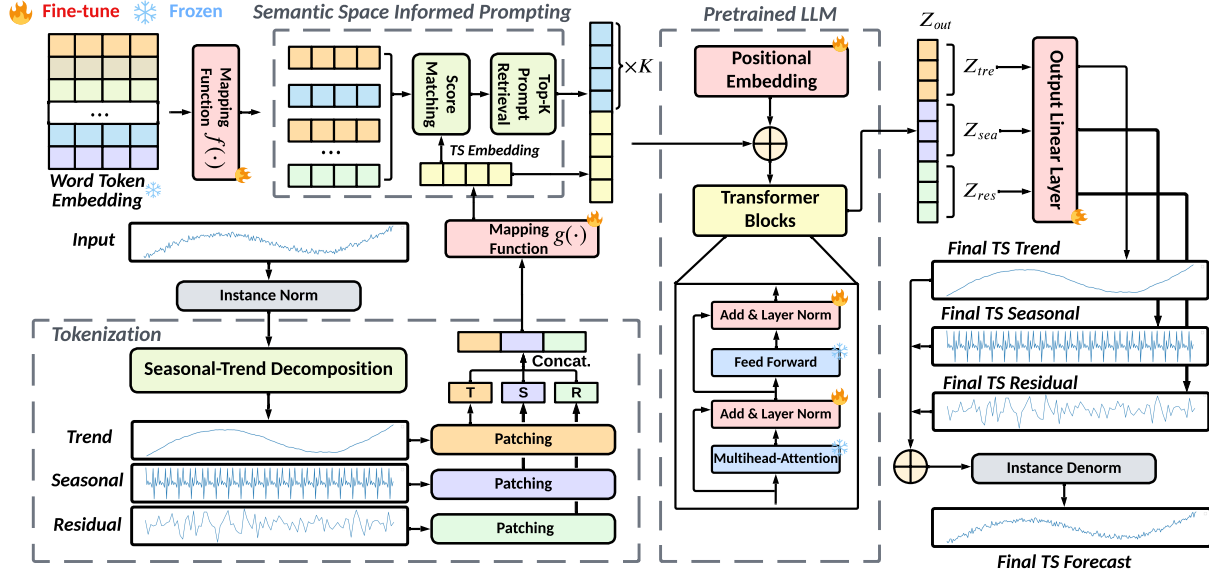 Fine-tune Frozen
Semantic Space Informed Prompting
Pretrained LLM
Z_out
Mapping
Function f(·)
...
Word Token
Embedding
...
Score
Matching
Top-K
Prompt
Retrieval
TS Embedding
×K
Positional
Embedding
Transformer
Blocks
Z_tre
Z_sea
Z_res
Output Linear Layer
Input
Mapping
Function g(·)
Instance Norm
Tokenization
Seasonal-Trend Decomposition
Concat.
T S R
Trend
Patching
Seasonal
Patching
Residual
Patching
Add & Layer Norm
Feed Forward
Add & Layer Norm
Multihead-Attention
Final TS Trend
Final TS Seasonal
Final TS Residual
Instance Denorm
Final TS Forecast